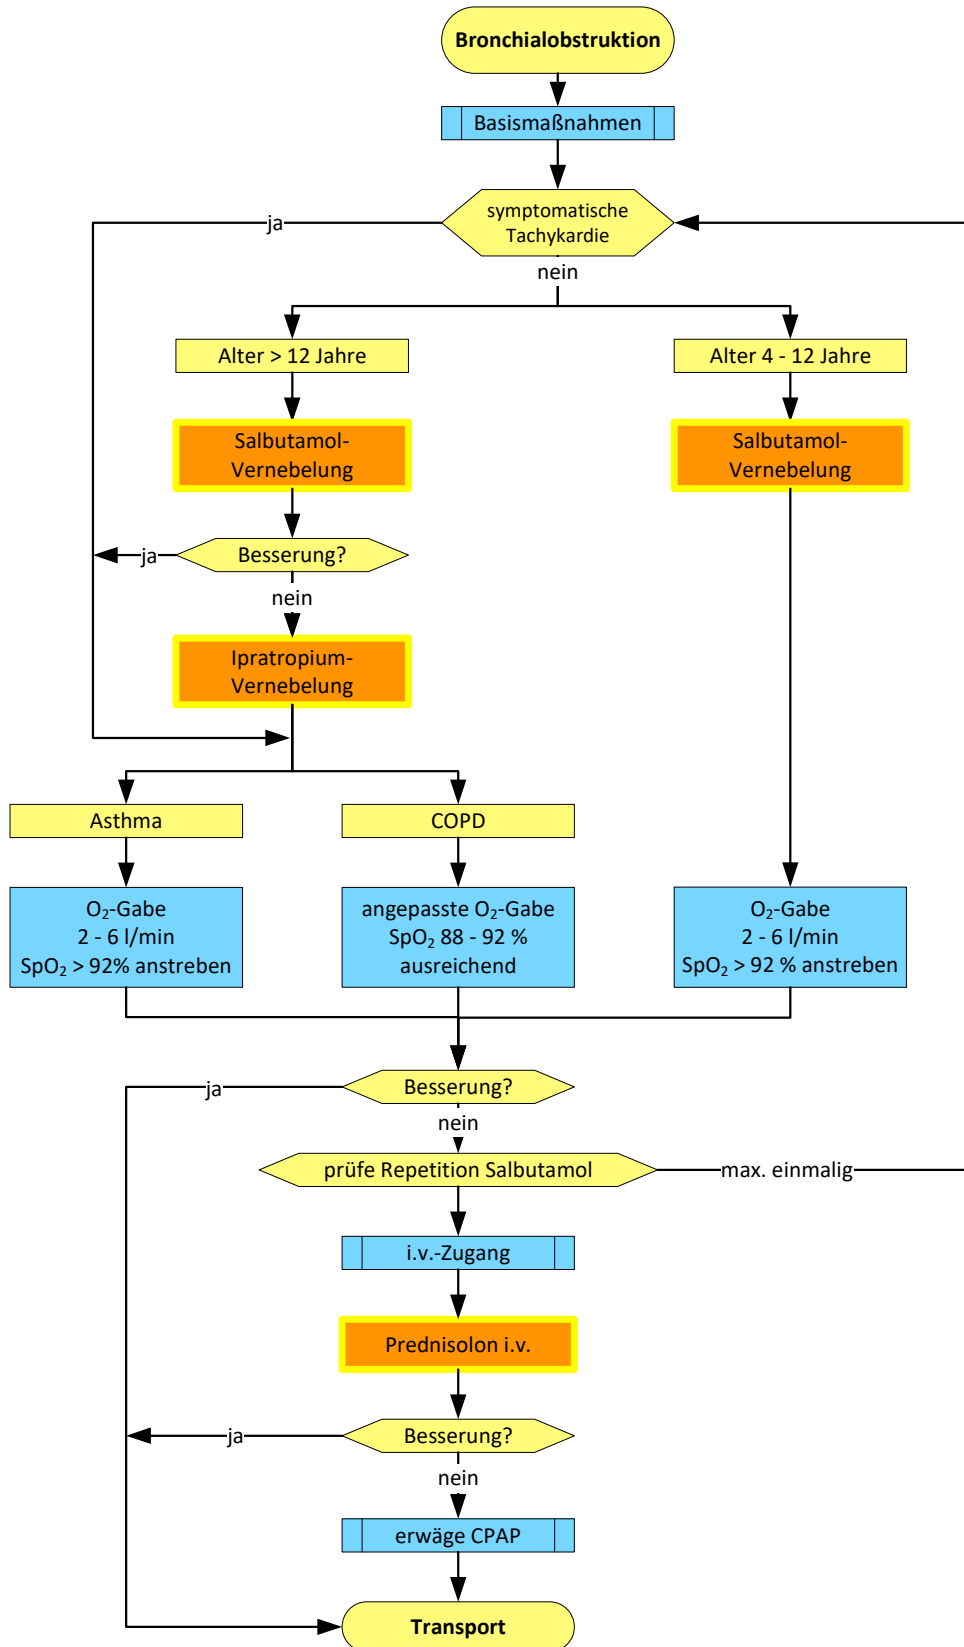 Bronchialobstruktion
Basismaßnahmen
symptomatische
Tachykardie
ja
nein
Alter > 12 Jahre
Alter 4 - 12 Jahre
Salbutamol-
Vernebelung
Salbutamol-
Vernebelung
ja
Besserung?
nein
Ipratropium-
Vernebelung
Asthma
COPD
O₂-Gabe
2 - 6 l/min
SpO₂ > 92% anstreben
angepasste O₂-Gabe
SpO₂ 88 - 92 %
ausreichend
O₂-Gabe
2 - 6 l/min
SpO₂ > 92 % anstreben
ja
Besserung?
nein
prüfe Repetition Salbutamol
max. einmalig
i.v.-Zugang
Prednisolon i.v.
ja
Besserung?
nein
erwäge CPAP
Transport